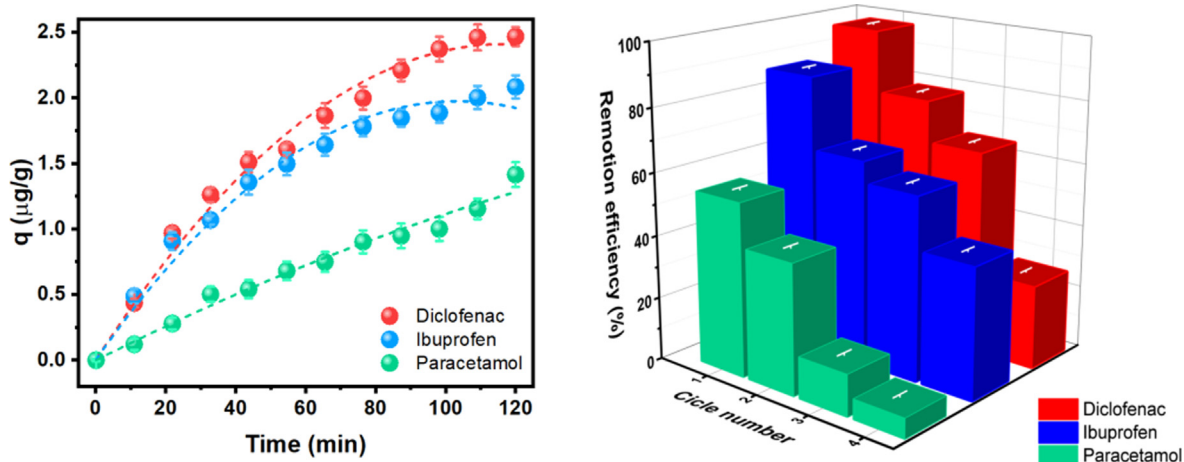 2.5
2.0
1.5
1.0
0.5
0.0
q (µg/g)
0 20 40 60 80 100 120
Time (min)
Diclofenac
Ibuprofen
Paracetamol
100
80
60
40
20
0
Remotion efficiency (%)
1 2 3 4
Cicle number
Diclofenac
Ibuprofen
Paracetamol